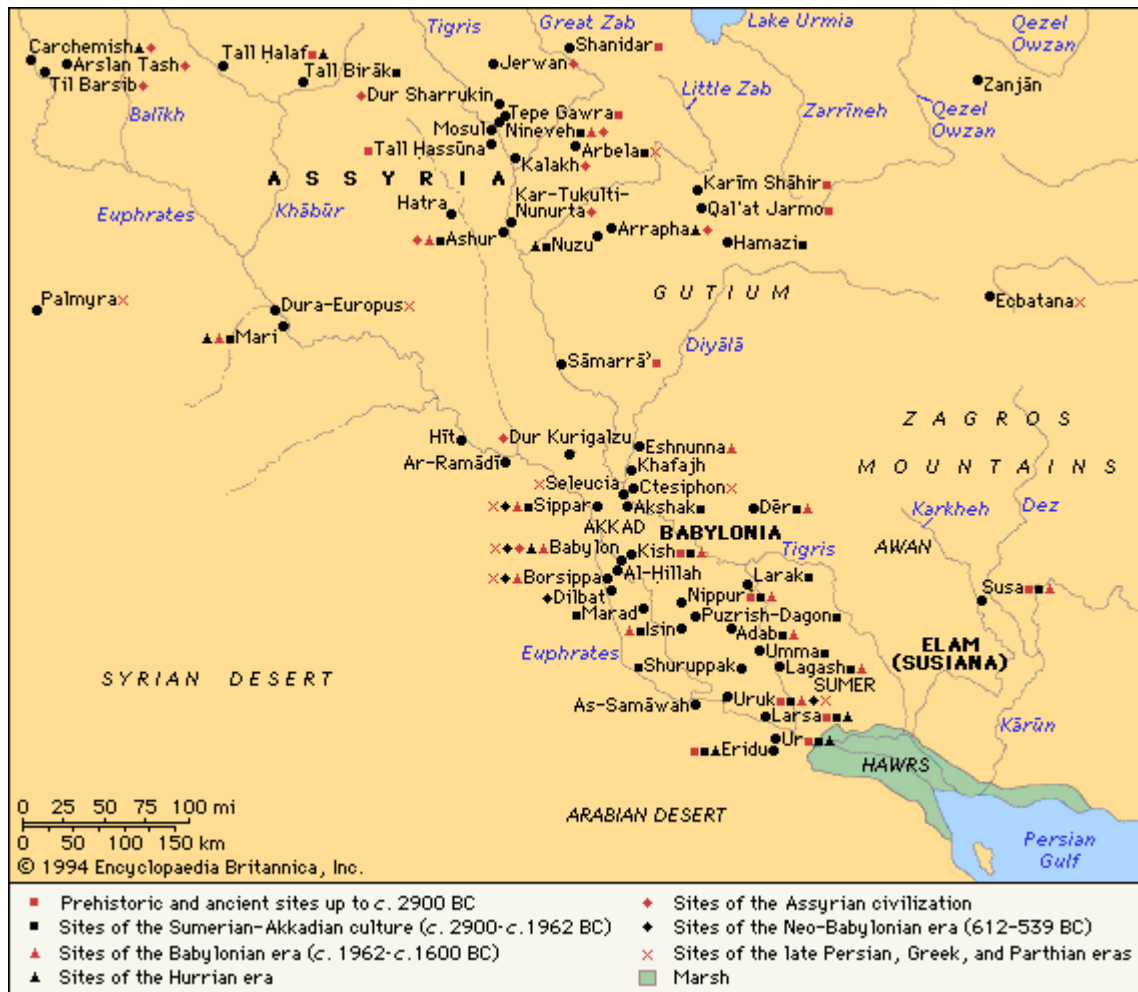 Tigris
Great Zab
Lake Urmia
Qezel
Owzan
Carchemish
Arslan Tash
Til Barsib
Tall Ḥalaf
Tall Birāk
Shanidar
Jerwan
Zanjān
Balīkh
Dur Sharrukin
Little Zab
Zarrīneh
Qezel
Owzan
Tepe Gawra
Mosul
Nineveh
Tall Ḥassūna
Arbela
Kalakh
ASSYRIA
Karīm Shāhir
Euphrates
Khābūr
Hatra
Kar-Tukulti-
Nunurta
Qal'at Jarmo
Ashur
Nuzu
Arrapha
Hamazi
Palmyra
Dura-Europus
GUTIUM
Ecbatana
Mari
Diyālā
Sāmarrā’
ZAGROS
MOUNTAINS
Hīt
Dur Kurigalzu
Eshnunna
Ar-Ramādī
Khafajh
Seleucia
Ctesiphon
Sippar
Akshak
Dēr
Karkheh
Dez
AKKAD
BABYLONIA
Babylon
Kish
Tigris
AWAN
Borsippa
Al-Ḥillah
Larak
Susa
Dilbat
Nippur
Marad
Puzrish-Dagon
Isin
Adab
Euphrates
Umma
ELAM
(SUSIANA)
SYRIAN DESERT
Shuruppak
Lagash
SUMER
As-Samāwah
Uruk
Larsa
Kārūn
Eridu
Ur
HAWRS
ARABIAN DESERT
Persian
Gulf
0 25 50 75 100 mi
0 50 100 150 km
© 1994 Encyclopaedia Britannica, Inc.
Prehistoric and ancient sites up to c. 2900 BC
Sites of the Sumerian-Akkadian culture (c. 2900-c. 1962 BC)
Sites of the Babylonian era (c. 1962-c. 1600 BC)
Sites of the Hurrian era
Sites of the Assyrian civilization
Sites of the Neo-Babylonian era (612-539 BC)
Sites of the late Persian, Greek, and Parthian eras
Marsh